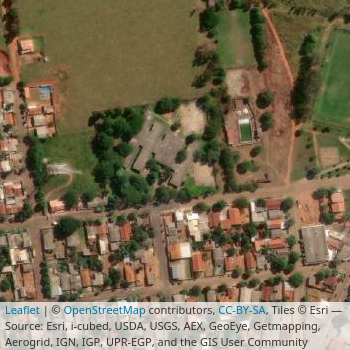 Leaflet | © OpenStreetMap contributors, CC-BY-SA, Tiles © Esri —
Source: Esri, i-cubed, USDA, USGS, AEX, GeoEye, Getmapping,
Aerogrid, IGN, IGP, UPR-EGP, and the GIS User Community